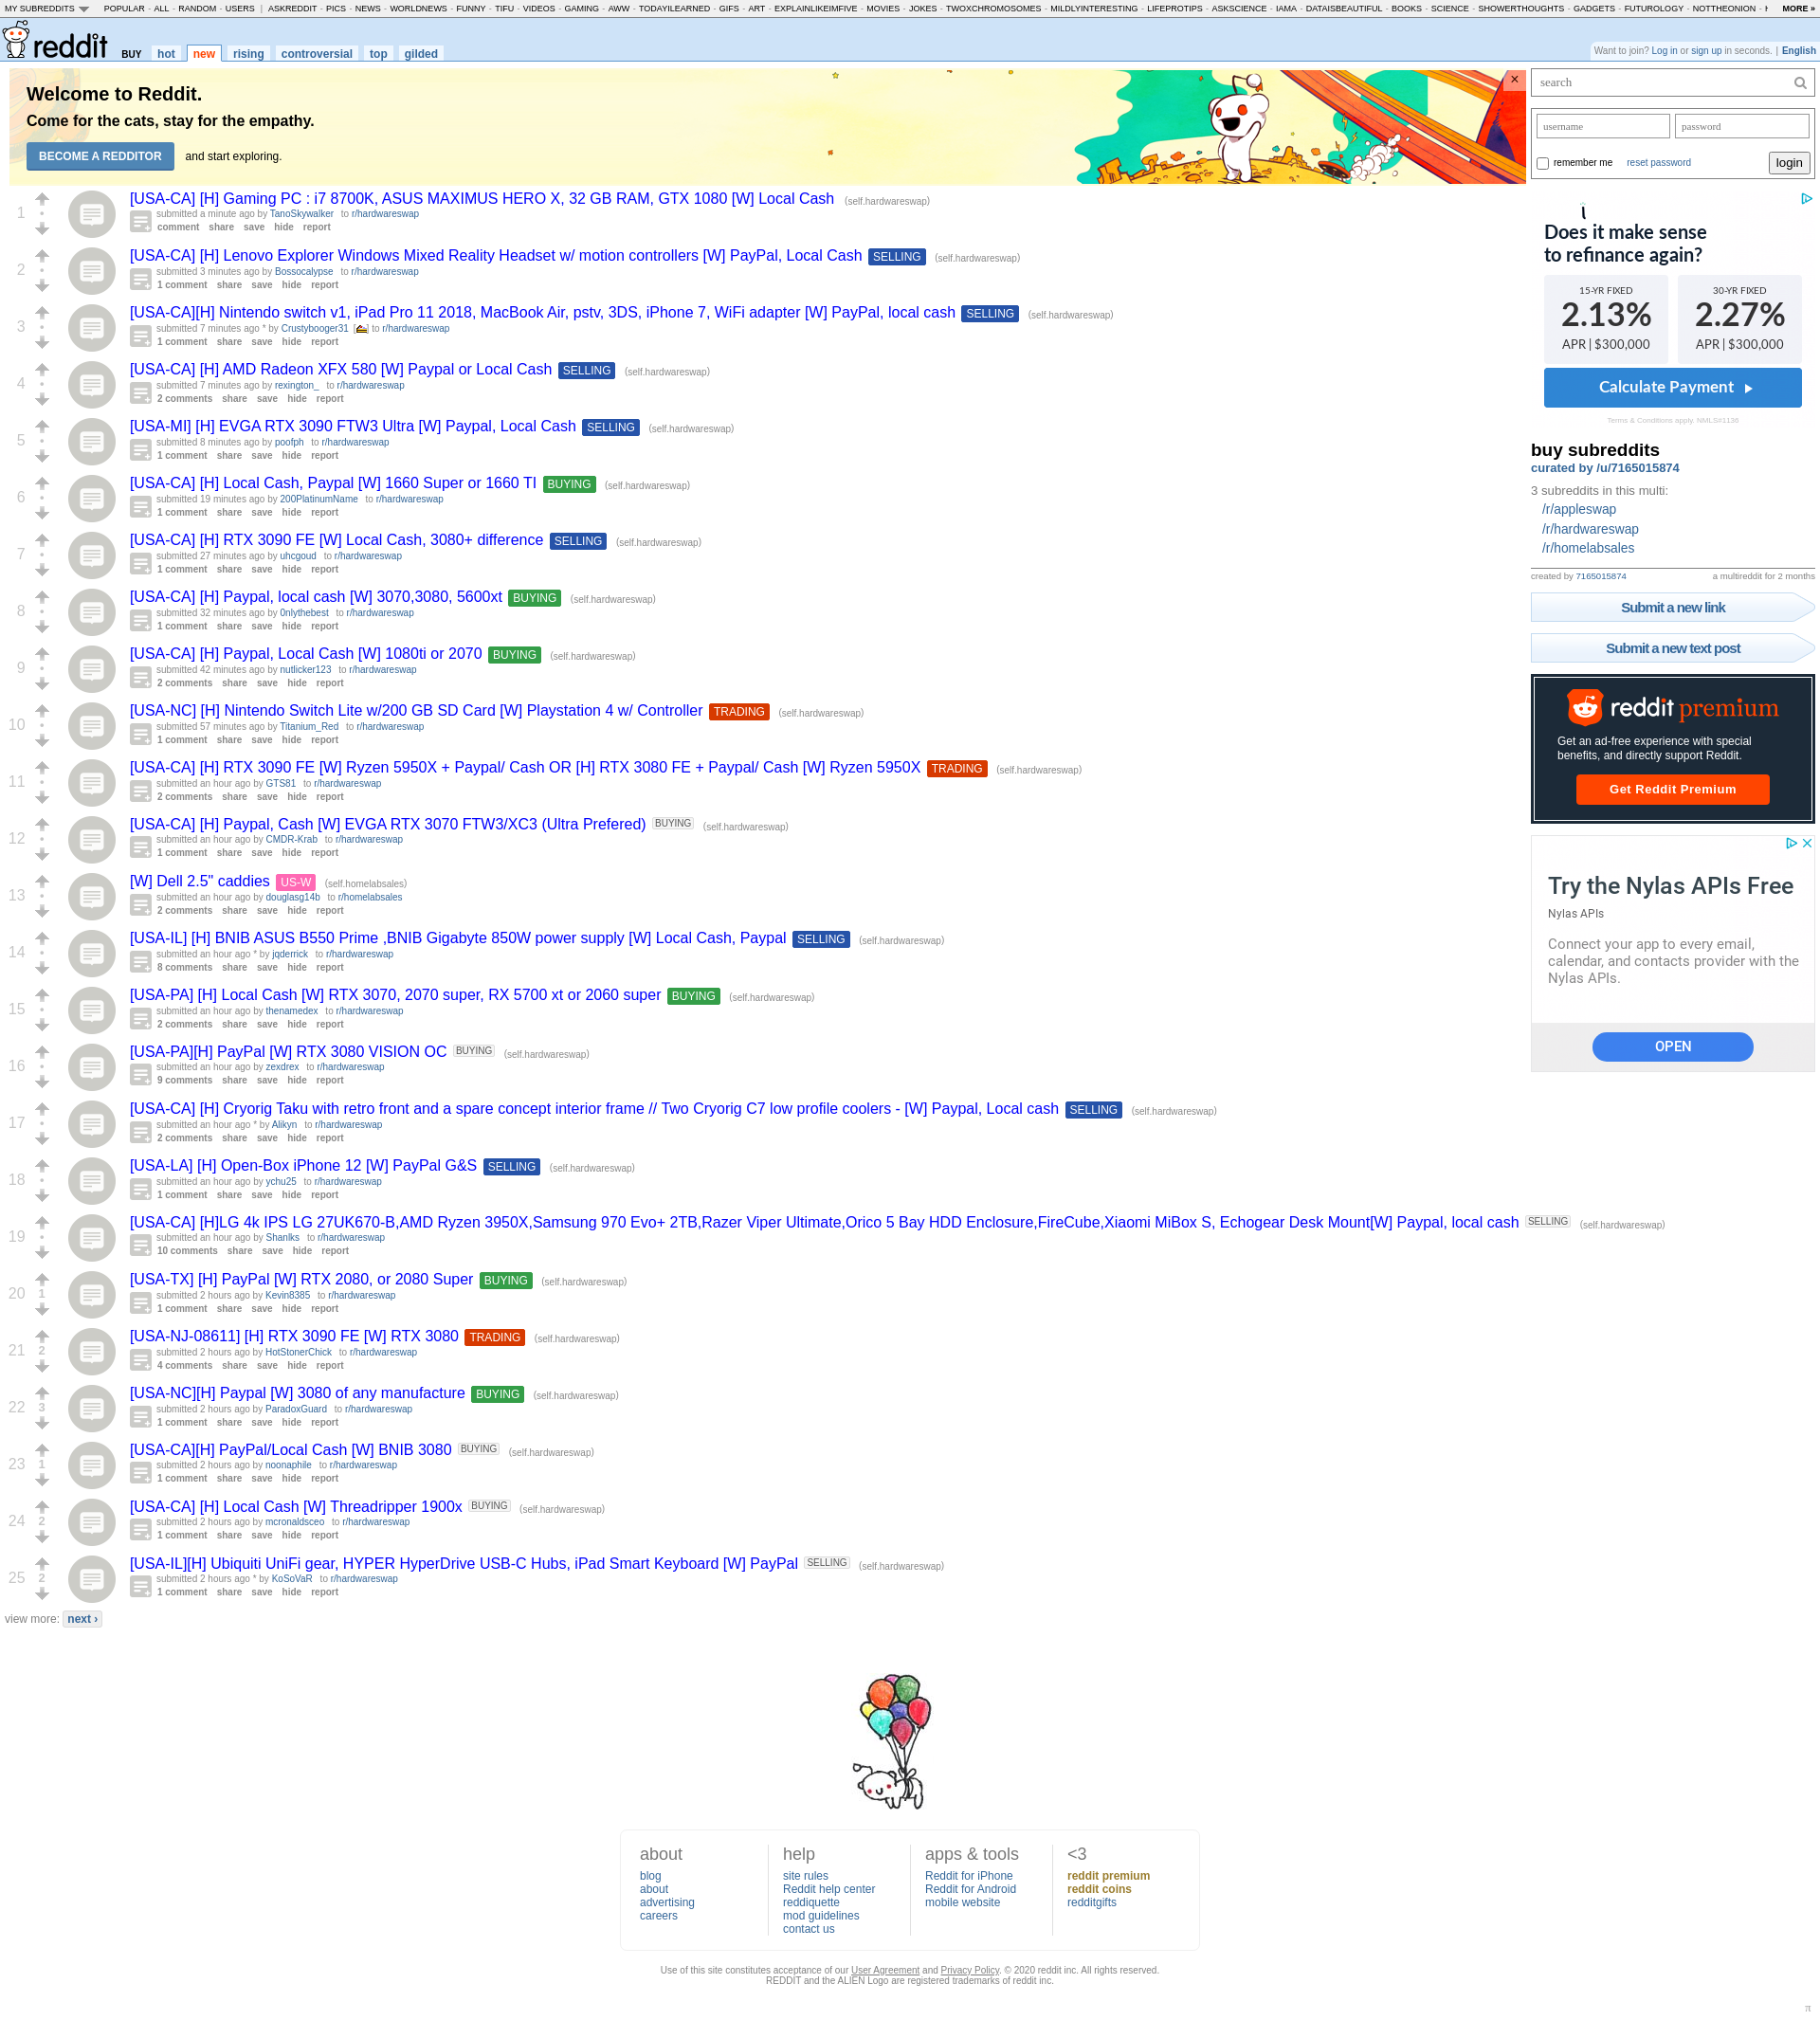 MY SUBREDDITS POPULAR - ALL - RANDOM - USERS | ASKREDDIT - PICS - NEWS - WORLDNEWS - FUNNY - TIFU - VIDEOS - GAMING - AWW - TODAYILEARNED - GIFS - ART - EXPLAINLIKEIMFIVE - MOVIES - JOKES - TWOXCHROMOSOMES - MILDLYINTERESTING - LIFEPROTIPS - ASKSCIENCE - IAMA - DATAISBEAUTIFUL - BOOKS - SCIENCE - SHOWERTHOUGHTS - GADGETS - FUTUROLOGY - NOTTHEONION - MORE »
reddit BUY hot new rising controversial top gilded
Want to join? Log in or sign up in seconds. | English
Welcome to Reddit.
Come for the cats, stay for the empathy.
BECOME A REDDITOR and start exploring.
×
1
[USA-CA] [H] Gaming PC : i7 8700K, ASUS MAXIMUS HERO X, 32 GB RAM, GTX 1080 [W] Local Cash (self.hardwareswap)
submitted a minute ago by TanoSkywalker to r/hardwareswap
comment share save hide report
2
[USA-CA] [H] Lenovo Explorer Windows Mixed Reality Headset w/ motion controllers [W] PayPal, Local Cash SELLING (self.hardwareswap)
submitted 3 minutes ago by Bossocalypse to r/hardwareswap
1 comment share save hide report
3
[USA-CA][H] Nintendo switch v1, iPad Pro 11 2018, MacBook Air, pstv, 3DS, iPhone 7, WiFi adapter [W] PayPal, local cash SELLING (self.hardwareswap)
submitted 7 minutes ago * by Crustybooger31 [] to r/hardwareswap
1 comment share save hide report
4
[USA-CA] [H] AMD Radeon XFX 580 [W] Paypal or Local Cash SELLING (self.hardwareswap)
submitted 7 minutes ago by rexington_ to r/hardwareswap
2 comments share save hide report
5
[USA-MI] [H] EVGA RTX 3090 FTW3 Ultra [W] Paypal, Local Cash SELLING (self.hardwareswap)
submitted 8 minutes ago by poofph to r/hardwareswap
1 comment share save hide report
6
[USA-CA] [H] Local Cash, Paypal [W] 1660 Super or 1660 TI BUYING (self.hardwareswap)
submitted 19 minutes ago by 200PlatinumName to r/hardwareswap
1 comment share save hide report
7
[USA-CA] [H] RTX 3090 FE [W] Local Cash, 3080+ difference SELLING (self.hardwareswap)
submitted 27 minutes ago by uhcgoud to r/hardwareswap
1 comment share save hide report
8
[USA-CA] [H] Paypal, local cash [W] 3070,3080, 5600xt BUYING (self.hardwareswap)
submitted 32 minutes ago by 0nlythebest to r/hardwareswap
1 comment share save hide report
9
[USA-CA] [H] Paypal, Local Cash [W] 1080ti or 2070 BUYING (self.hardwareswap)
submitted 42 minutes ago by nutlicker123 to r/hardwareswap
2 comments share save hide report
10
[USA-NC] [H] Nintendo Switch Lite w/200 GB SD Card [W] Playstation 4 w/ Controller TRADING (self.hardwareswap)
submitted 57 minutes ago by Titanium_Red to r/hardwareswap
1 comment share save hide report
11
[USA-CA] [H] RTX 3090 FE [W] Ryzen 5950X + Paypal/ Cash OR [H] RTX 3080 FE + Paypal/ Cash [W] Ryzen 5950X TRADING (self.hardwareswap)
submitted an hour ago by GTS81 to r/hardwareswap
2 comments share save hide report
12
[USA-CA] [H] Paypal, Cash [W] EVGA RTX 3070 FTW3/XC3 (Ultra Prefered) BUYING (self.hardwareswap)
submitted an hour ago by CMDR-Krab to r/hardwareswap
1 comment share save hide report
13
[W] Dell 2.5" caddies US-W (self.homelabsales)
submitted an hour ago by douglasg14b to r/homelabsales
2 comments share save hide report
14
[USA-IL] [H] BNIB ASUS B550 Prime ,BNIB Gigabyte 850W power supply [W] Local Cash, Paypal SELLING (self.hardwareswap)
submitted an hour ago * by jqderrick to r/hardwareswap
8 comments share save hide report
15
[USA-PA] [H] Local Cash [W] RTX 3070, 2070 super, RX 5700 xt or 2060 super BUYING (self.hardwareswap)
submitted an hour ago by thenamedex to r/hardwareswap
2 comments share save hide report
16
[USA-PA][H] PayPal [W] RTX 3080 VISION OC BUYING (self.hardwareswap)
submitted an hour ago by zexdrex to r/hardwareswap
9 comments share save hide report
17
[USA-CA] [H] Cryorig Taku with retro front and a spare concept interior frame // Two Cryorig C7 low profile coolers - [W] Paypal, Local cash SELLING (self.hardwareswap)
submitted an hour ago * by Alikyn to r/hardwareswap
2 comments share save hide report
18
[USA-LA] [H] Open-Box iPhone 12 [W] PayPal G&S SELLING (self.hardwareswap)
submitted an hour ago by ychu25 to r/hardwareswap
1 comment share save hide report
19
[USA-CA] [H]LG 4k IPS LG 27UK670-B,AMD Ryzen 3950X,Samsung 970 Evo+ 2TB,Razer Viper Ultimate,Orico 5 Bay HDD Enclosure,FireCube,Xiaomi MiBox S, Echogear Desk Mount[W] Paypal, local cash SELLING (self.hardwareswap)
submitted an hour ago by Shanlks to r/hardwareswap
10 comments share save hide report
20 1
[USA-TX] [H] PayPal [W] RTX 2080, or 2080 Super BUYING (self.hardwareswap)
submitted 2 hours ago by Kevin8385 to r/hardwareswap
1 comment share save hide report
21 2
[USA-NJ-08611] [H] RTX 3090 FE [W] RTX 3080 TRADING (self.hardwareswap)
submitted 2 hours ago by HotStonerChick to r/hardwareswap
4 comments share save hide report
22 3
[USA-NC][H] Paypal [W] 3080 of any manufacture BUYING (self.hardwareswap)
submitted 2 hours ago by ParadoxGuard to r/hardwareswap
1 comment share save hide report
23 1
[USA-CA][H] PayPal/Local Cash [W] BNIB 3080 BUYING (self.hardwareswap)
submitted 2 hours ago by noonaphile to r/hardwareswap
1 comment share save hide report
24 2
[USA-CA] [H] Local Cash [W] Threadripper 1900x BUYING (self.hardwareswap)
submitted 2 hours ago by mcronaldsceo to r/hardwareswap
1 comment share save hide report
25 2
[USA-IL][H] Ubiquiti UniFi gear, HYPER HyperDrive USB-C Hubs, iPad Smart Keyboard [W] PayPal SELLING (self.hardwareswap)
submitted 2 hours ago * by KoSoVaR to r/hardwareswap
1 comment share save hide report
view more: next ›
search
username password
remember me reset password login
Does it make sense
to refinance again?
15-YR FIXED 30-YR FIXED
2.13% 2.27%
APR | $300,000 APR | $300,000
Calculate Payment
Terms & Conditions apply. NMLS#1136
buy subreddits
curated by /u/7165015874
3 subreddits in this multi:
/r/appleswap
/r/hardwareswap
/r/homelabsales
created by 7165015874 a multireddit for 2 months
Submit a new link
Submit a new text post
reddit premium
Get an ad-free experience with special
benefits, and directly support Reddit.
Get Reddit Premium
Try the Nylas APIs Free
Nylas APIs
Connect your app to every email,
calendar, and contacts provider with the
Nylas APIs.
OPEN
about help apps & tools <3
blog site rules Reddit for iPhone reddit premium
about Reddit help center Reddit for Android reddit coins
advertising reddiquette mobile website redditgifts
careers mod guidelines
contact us
Use of this site constitutes acceptance of our User Agreement and Privacy Policy. © 2020 reddit inc. All rights reserved.
REDDIT and the ALIEN Logo are registered trademarks of reddit inc.
π